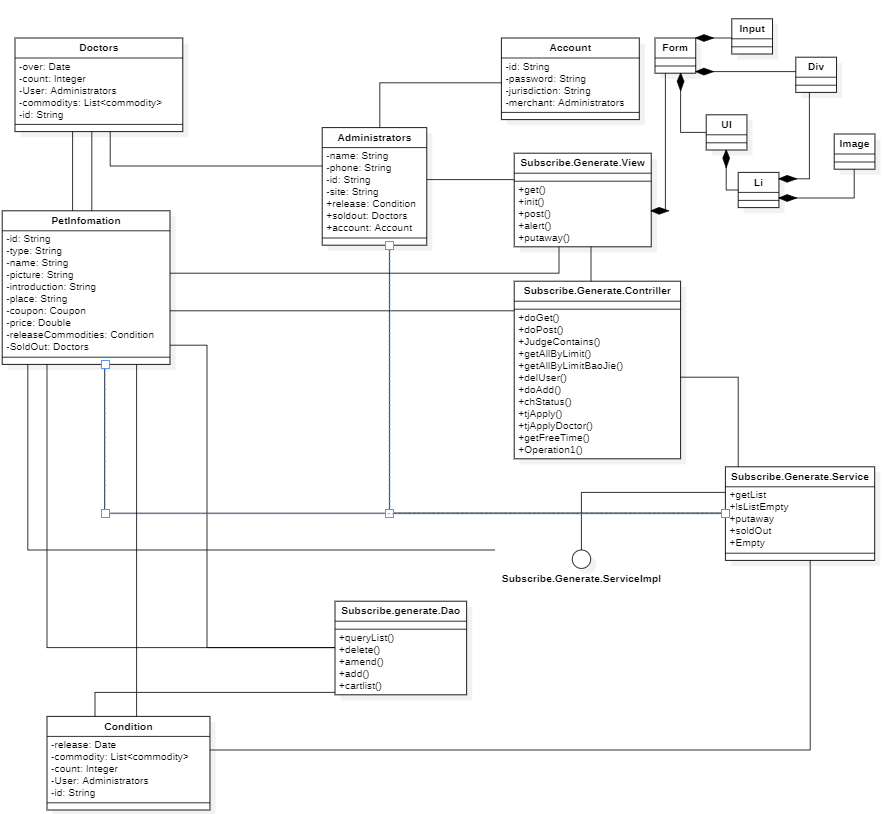 Doctors
-over: Date
-count: Integer
-User: Administrators
-commoditys: List<commodity>
-id: String
Account
-id: String
-password: String
-jurisdiction: String
-merchant: Administrators
Form
Input
Div
UI
Image
Li
Administrators
-name: String
-phone: String
-id: String
-site: String
+release: Condition
+soldout: Doctors
+account: Account
Subscribe.Generate.View
+get()
+init()
+post()
+alert()
+putaway()
PetInfomation
-id: String
-type: String
-name: String
-picture: String
-introduction: String
-place: String
-coupon: Coupon
-price: Double
-releaseCommodities: Condition
-SoldOut: Doctors
Subscribe.Generate.Contriller
+doGet()
+doPost()
+JudgeContains()
+getAllByLimit()
+getAllByLimitBaoJie()
+delUser()
+doAdd()
+chStatus()
+tjApply()
+tjApplyDoctor()
+getFreeTime()
+Operation1()
Subscribe.Generate.Service
+getList
+IsListEmpty
+putaway
+soldOut
+Empty
Subscribe.Generate.ServiceImpl
Subscribe.generate.Dao
+queryList()
+delete()
+amend()
+add()
+cartlist()
Condition
-release: Date
-commodity: List<commodity>
-count: Integer
-User: Administrators
-id: String